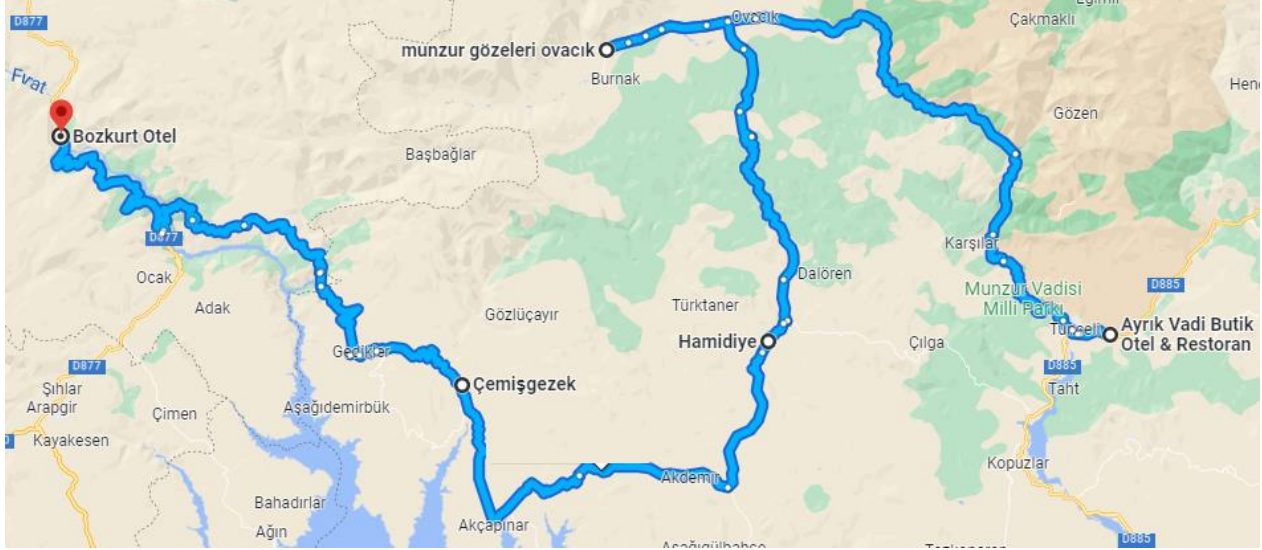 D877
Eğimli
Ovacık
Çakmaklı
munzur gözeleri ovacık
Burnak
Fırat
Gözen
Bozkurt Otel
Başbağlar
D877
Karşılar
Dalören
Ocak
Munzur Vadisi
Milli Parkı
D885
Adak
Türktaner
Gözlüçayır
Ayrık Vadi Butik
Otel & Restoran
Hamidiye
Çılga
Gedikler
D877
D885
Çemişgezek
Taht
Şıhlar
Arapgir
Aşağıdemirbük
Çimen
Kayakesen
Kopuzlar
Akdemir
Bahadırlar
Akçapınar
Ağın
D885